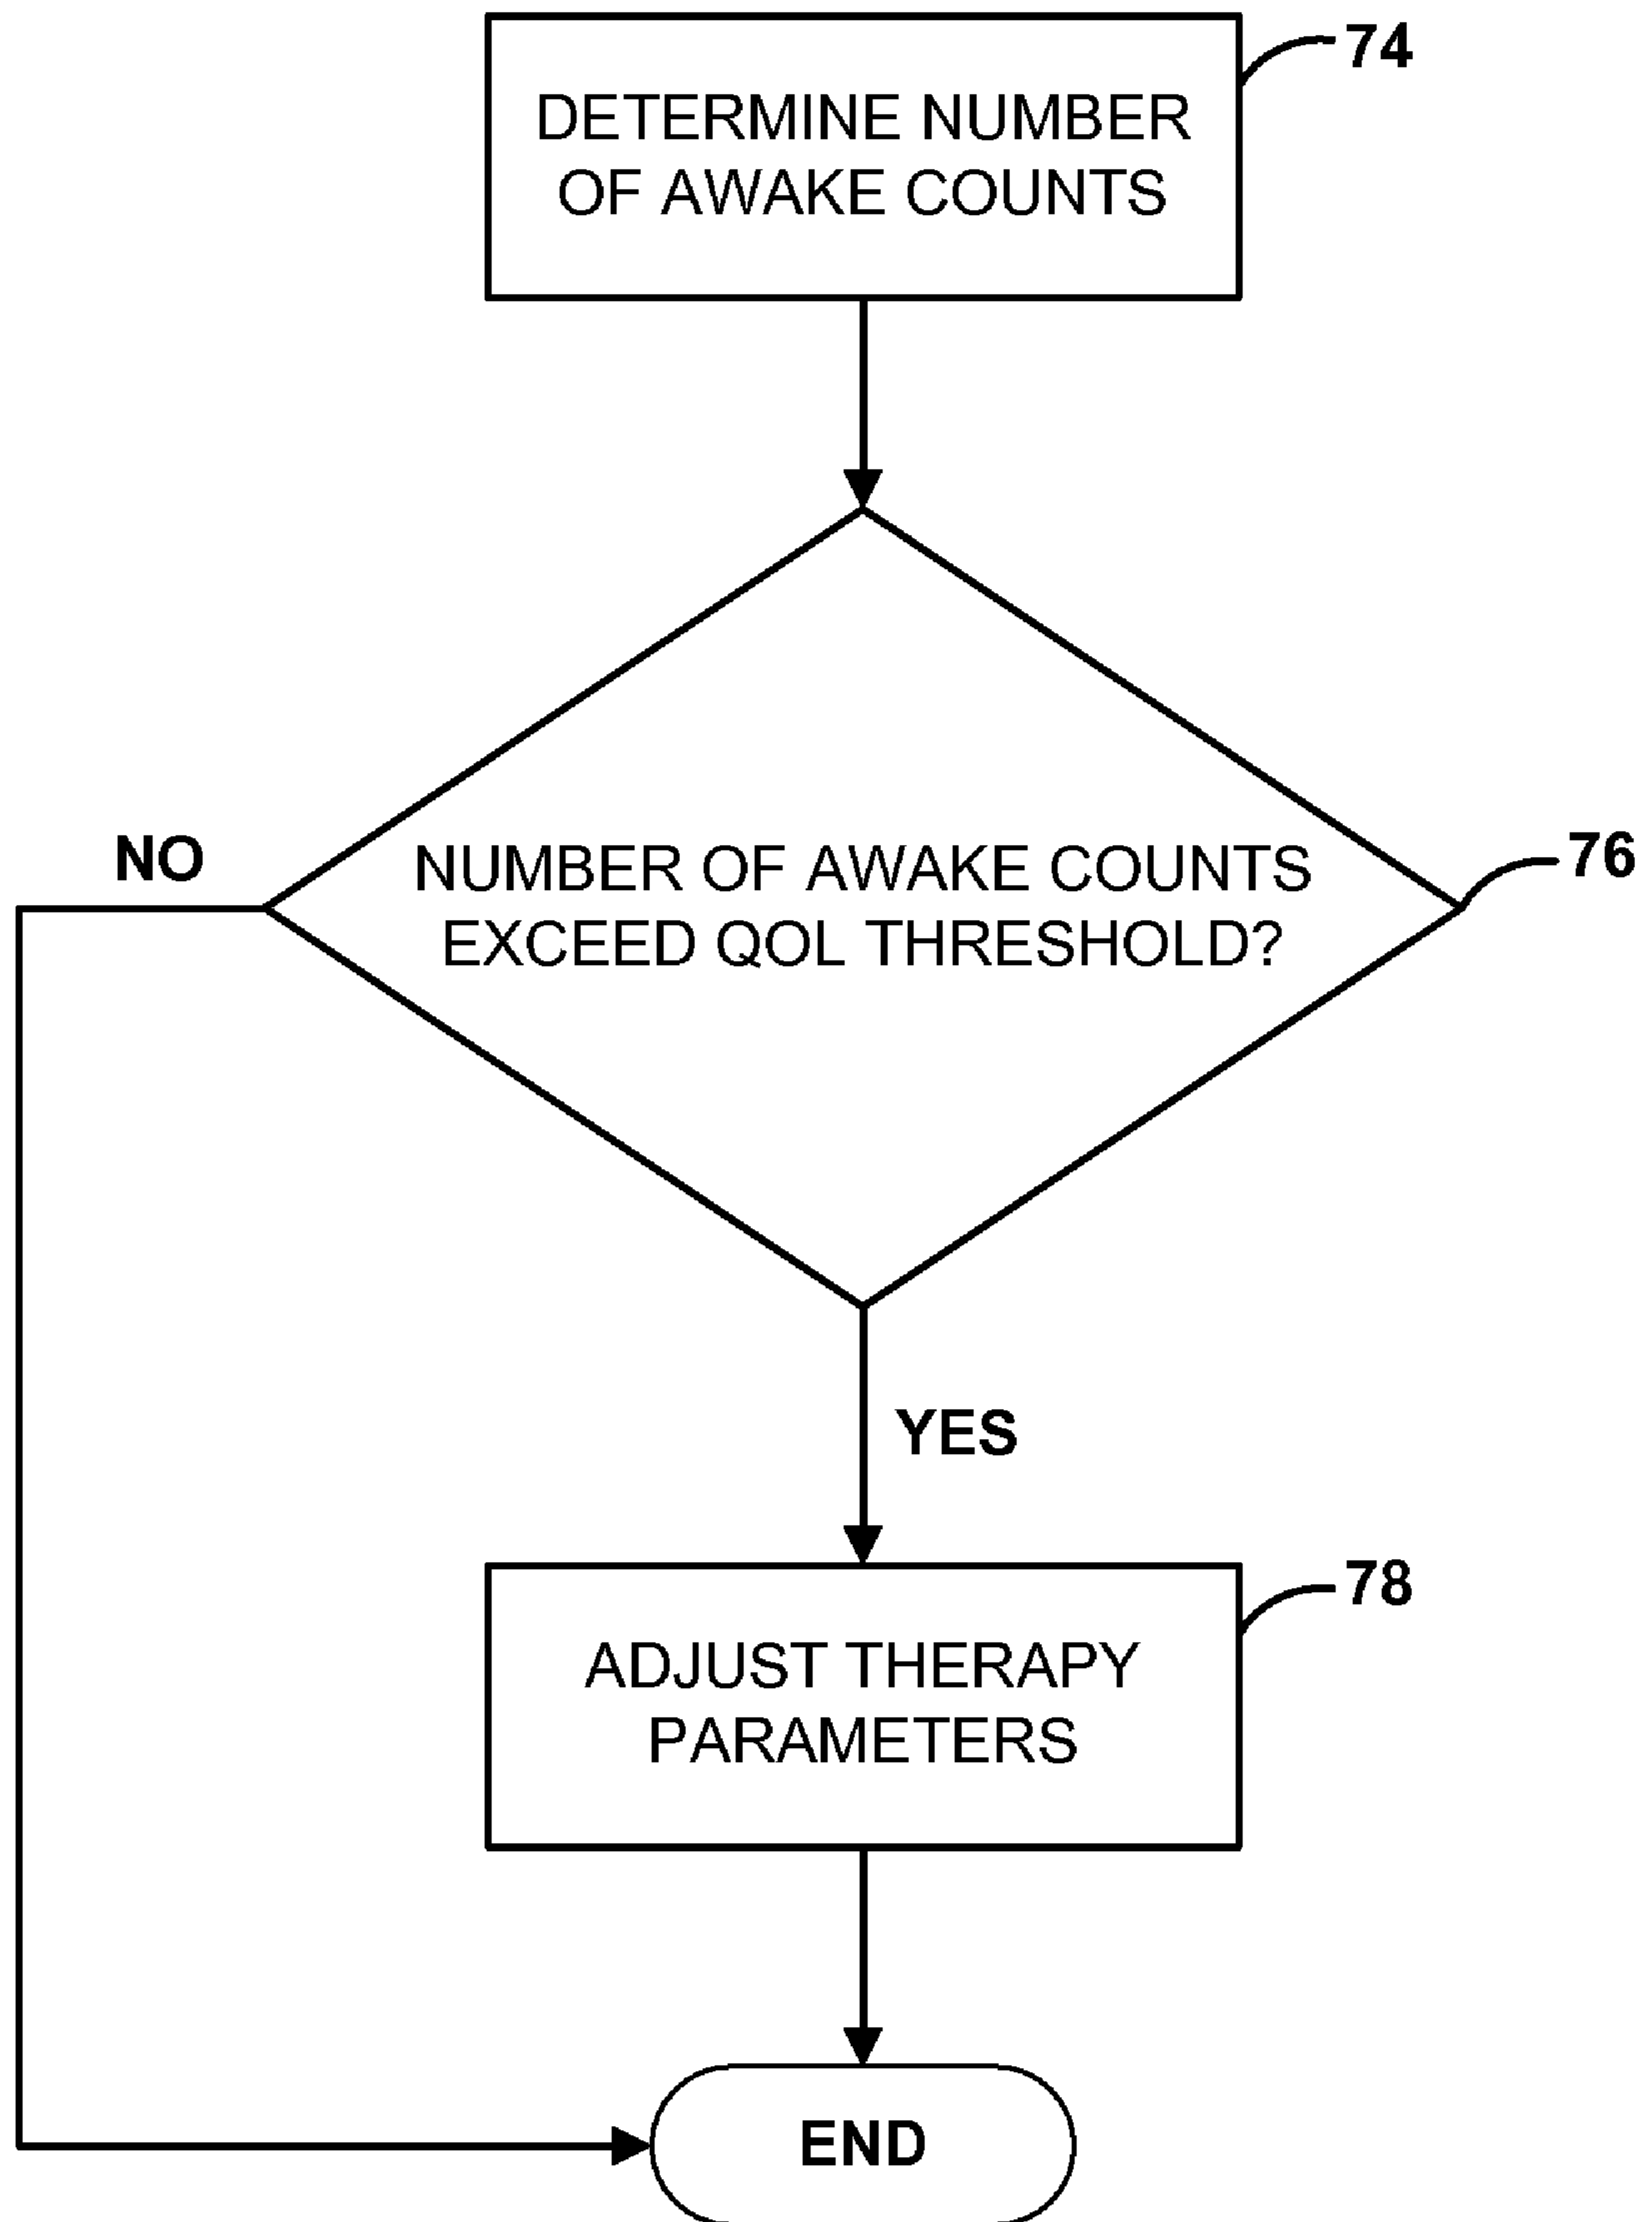 74
DETERMINE NUMBER
OF AWAKE COUNTS
NO
NUMBER OF AWAKE COUNTS
EXCEED QOL THRESHOLD?
76
YES
78
ADJUST THERAPY
PARAMETERS
END